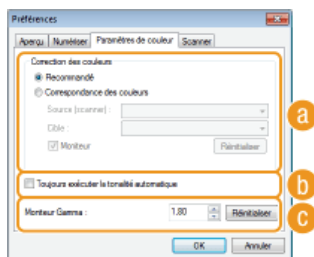 Préférences
Aperçu
Numériser
Paramètres de couleur
Scanner
Correction des couleurs
Recommandé
Correspondance des couleurs
Source (scanner) :
Cible :
Moniteur
Réinitialiser
a
Toujours exécuter la tonalité automatique
b
Moniteur Gamma :
1,80
Réinitialiser
c
OK
Annuler